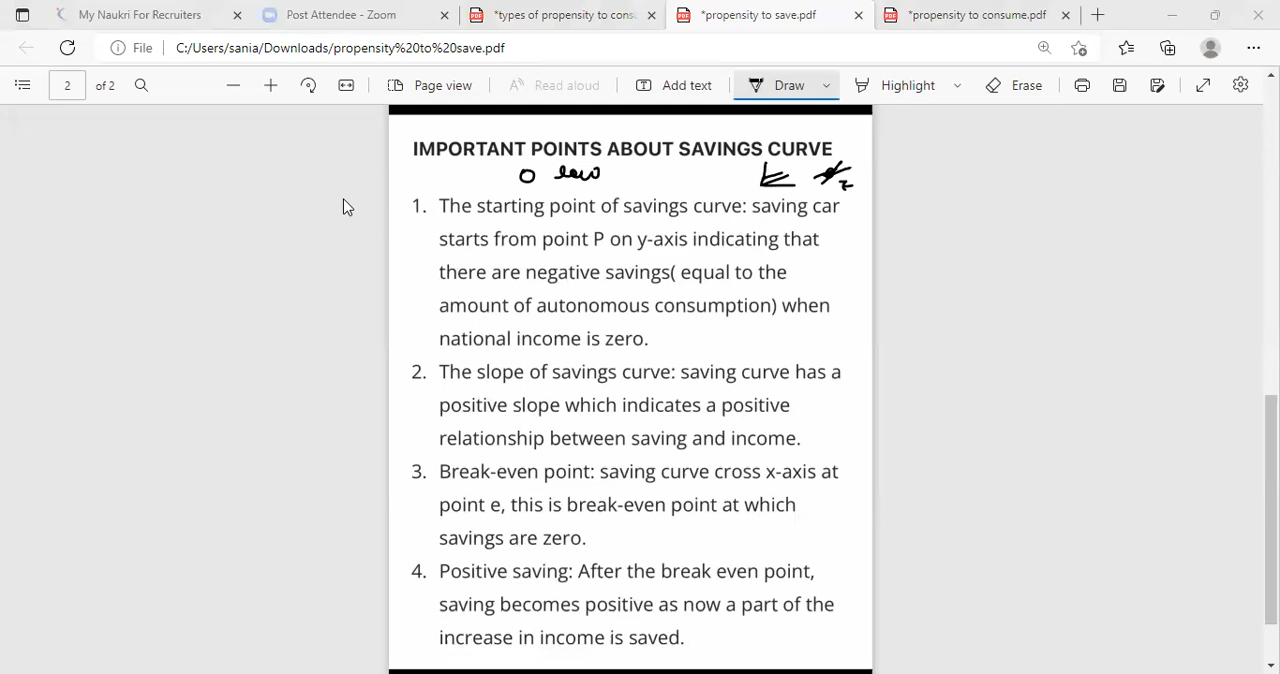 My Naukri For Recruiters
Post Attendee - Zoom
*types of propensity to cons
*propensity to save.pdf
*propensity to consume.pdf
File C:/Users/sania/Downloads/propensity%20to%20save.pdf
2 of 2 Page view Read aloud Add text Draw Highlight Erase
IMPORTANT POINTS ABOUT SAVINGS CURVE
0
1. The starting point of savings curve: saving car
starts from point P on y-axis indicating that
there are negative savings( equal to the
amount of autonomous consumption) when
national income is zero.
2. The slope of savings curve: saving curve has a
positive slope which indicates a positive
relationship between saving and income.
3. Break-even point: saving curve cross x-axis at
point e, this is break-even point at which
savings are zero.
4. Positive saving: After the break even point,
saving becomes positive as now a part of the
increase in income is saved.